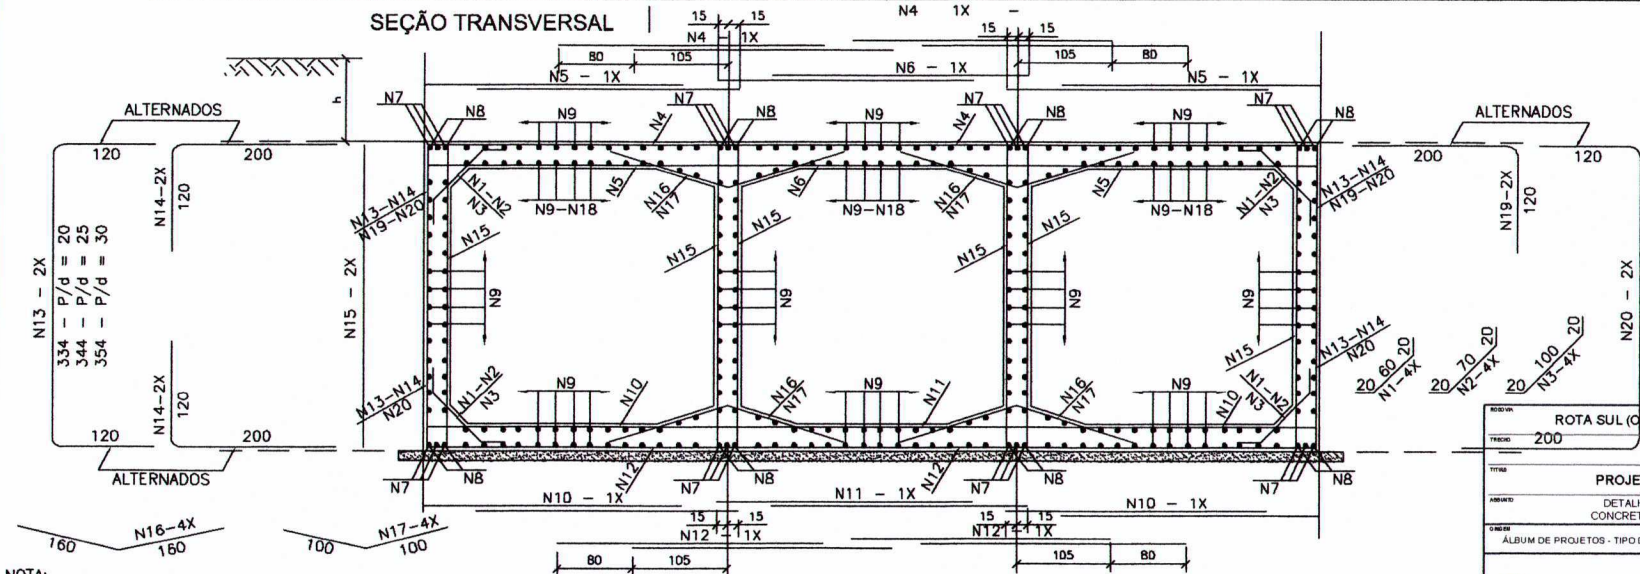 SEÇÃO TRANSVERSAL
N4 1X -
15 15
N4 - 1X
15 15
80 105
105 80
N5 - 1X
N6 - 1X
N5 - 1X
h
ALTERNADOS
N7
N8
N9
N4
N7
N8
N9
N4
N7
N9
N8
ALTERNADOS
120
200
200
120
N14-2X
120
N13-N14
N19-N20
N1-N2
N3
N5
N16
N17
N6
N16
N17
N5
N1-N2
N3
N13-N14
N19-N20
N19-2X
120
N9-N18
N9-N18
N9-N18
N15
N15
N15
N15
N15
N13 - 2X
334 - P/d = 20
344 - P/d = 25
354 - P/d = 30
N15 - 2X
N9
N9
N9
N9
N20 - 2X
N14-2X
120
N13-N14
N20
N1-N2
N3
N9
N10
N16
N17
N9
N11
N16
N17
N9
N10
N1-N2
N3
N15
N13-N14
N20
20 60 20
N1-4X
20 70 20
N2-4X
20 100 20
N3-4X
120
200
ALTERNADOS
N7
N8
N12
N7
N8
N12
N7
N8
200
RODOVIA
ROTA SUL (O
TRECHO
TÍTULO
PROJE
ASSUNTO
DETALH
CONCRET
ORIGEM
ÁLBUM DE PROJETOS - TIPO D
N10 - 1X
N11 - 1X
N10 - 1X
15 15
15 15
N12 - 1X
N12 - 1X
80 105
105 80
160
N16-4X
180
100
N17-4X
100
NOTA: